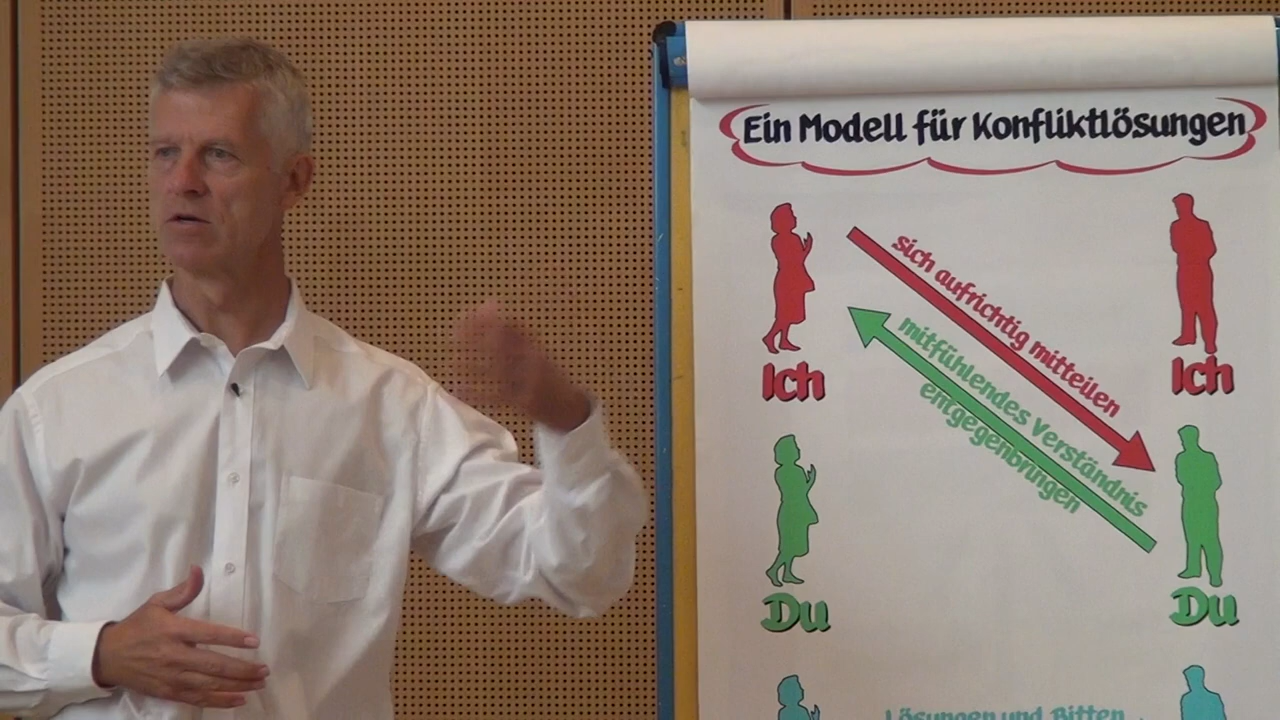 Ein Modell für Konfliktlösungen
sich aufrichtig mitteilen
mitfühlendes Verständnis
entgegenbringen
Ich
Ich
Du
Du
Lösungen und Bitten